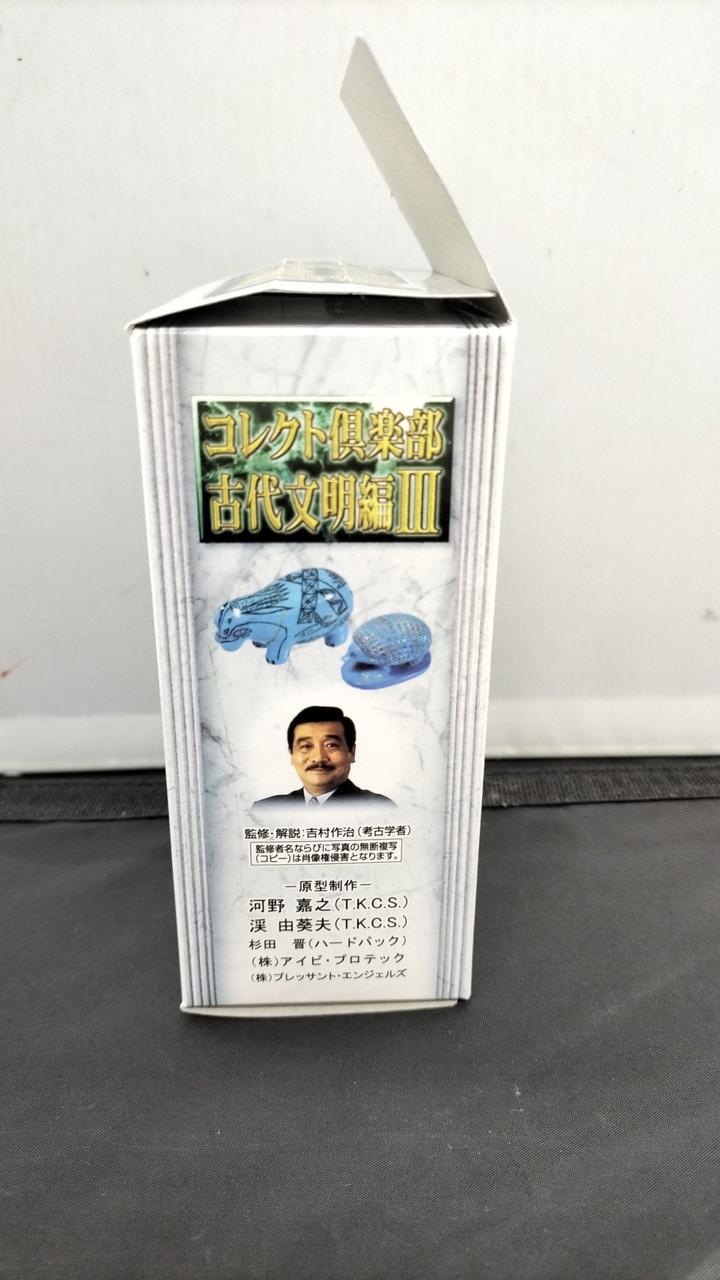 コレクト倶楽部
古代文明編III
監修・解説:吉村作治(考古学者)
監修者名ならびに写真の無断複写
(コピー)は肖像権侵害となります。
─原型制作─
河野 嘉之(T.K.C.S.)
渓 由葵夫(T.K.C.S.)
杉田 晋(ハードパック)
(株)アイビ・プロテック
(株)プレッサント・エンジェルズ